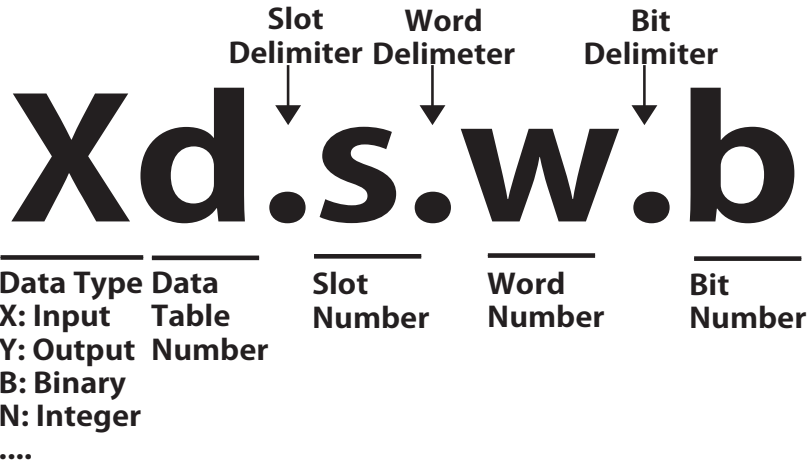 Slot Delimiter
Word Delimeter
Bit Delimiter
Xd.s.w.b
Data Type
X: Input
Y: Output
B: Binary
N: Integer
....
Data
Table
Number
Slot
Number
Word
Number
Bit
Number